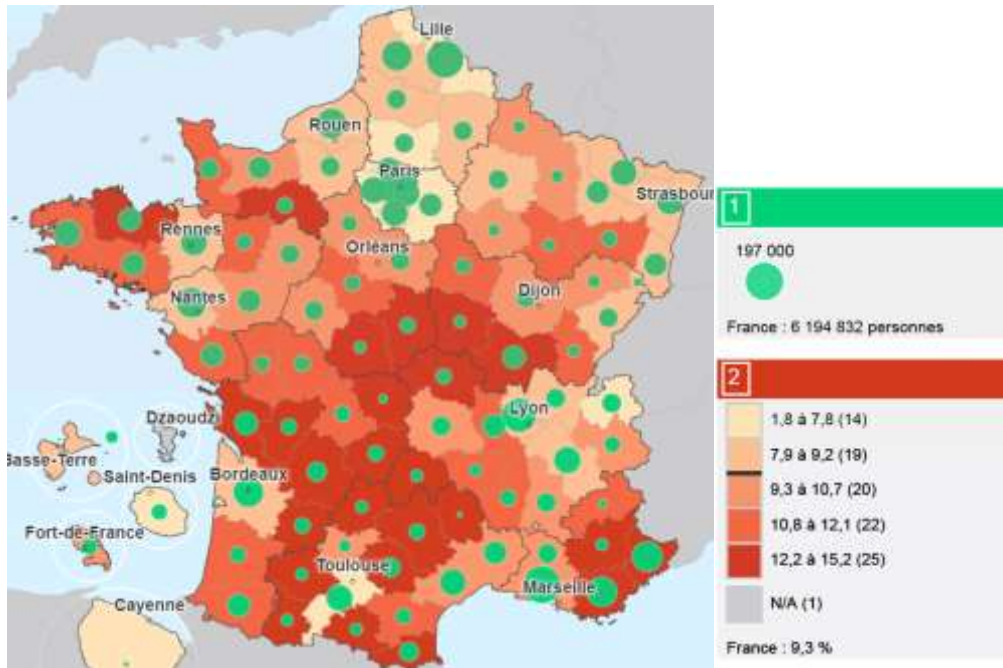 Lille
Rouen
Paris
Strasbour
Rennes
Orléans
Nantes
Dijon
Lyon
Dzaoudzi
Basse-Terre
Saint-Denis
Bordeaux
Fort-de-France
Toulouse
Marseille
Cayenne
1
197 000
France : 6 194 832 personnes
2
1,8 à 7,8 (14)
7,9 à 9,2 (19)
9,3 à 10,7 (20)
10,8 à 12,1 (22)
12,2 à 15,2 (25)
N/A (1)
France : 9,3 %